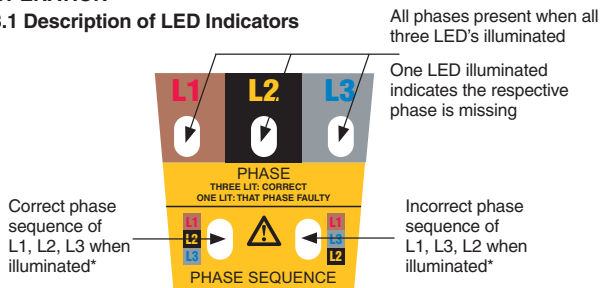 3.1 Description of LED Indicators
All phases present when all
three LED's illuminated
One LED illuminated
indicates the respective
phase is missing
L1 L2 L3
PHASE
THREE LIT: CORRECT
ONE LIT: THAT PHASE FAULTY
Correct phase
sequence of
L1, L2, L3 when
illuminated*
L1
L2
L3
L1
L3
L2
Incorrect phase
sequence of
L1, L3, L2 when
illuminated*
PHASE SEQUENCE